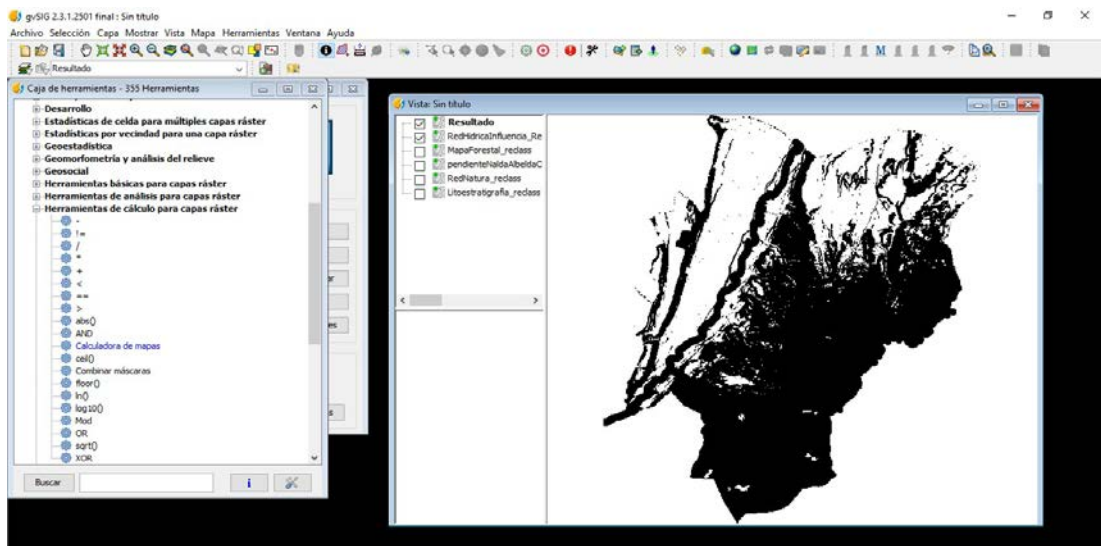 gvSIG 2.3.1.2501 final : Sin título
Archivo Selección Capa Mostrar Vista Mapa Herramientas Ventana Ayuda
Resultado
Caja de herramientas - 355 Herramientas
Desarrollo
Estadísticas de celda para múltiples capas ráster
Estadísticas por vecindad para una capa ráster
Geoestadística
Geomorfometría y análisis del relieve
Geosocial
Herramientas básicas para capas ráster
Herramientas de análisis para capas ráster
Herramientas de cálculo para capas ráster
-
!=
/
*
+
<
==
>
abs()
AND
Calculadora de mapas
ceil()
Combinar máscaras
floor()
ln()
log10()
Mod
OR
sqrt()
XOR
Buscar
i
Vista: Sin título
Resultado
RedHidricaInfluencia_Re
MapaForestal_reclass
pendienteNaldaAlbeldaC
RedNatura_reclass
Litoestratigrafia_reclass